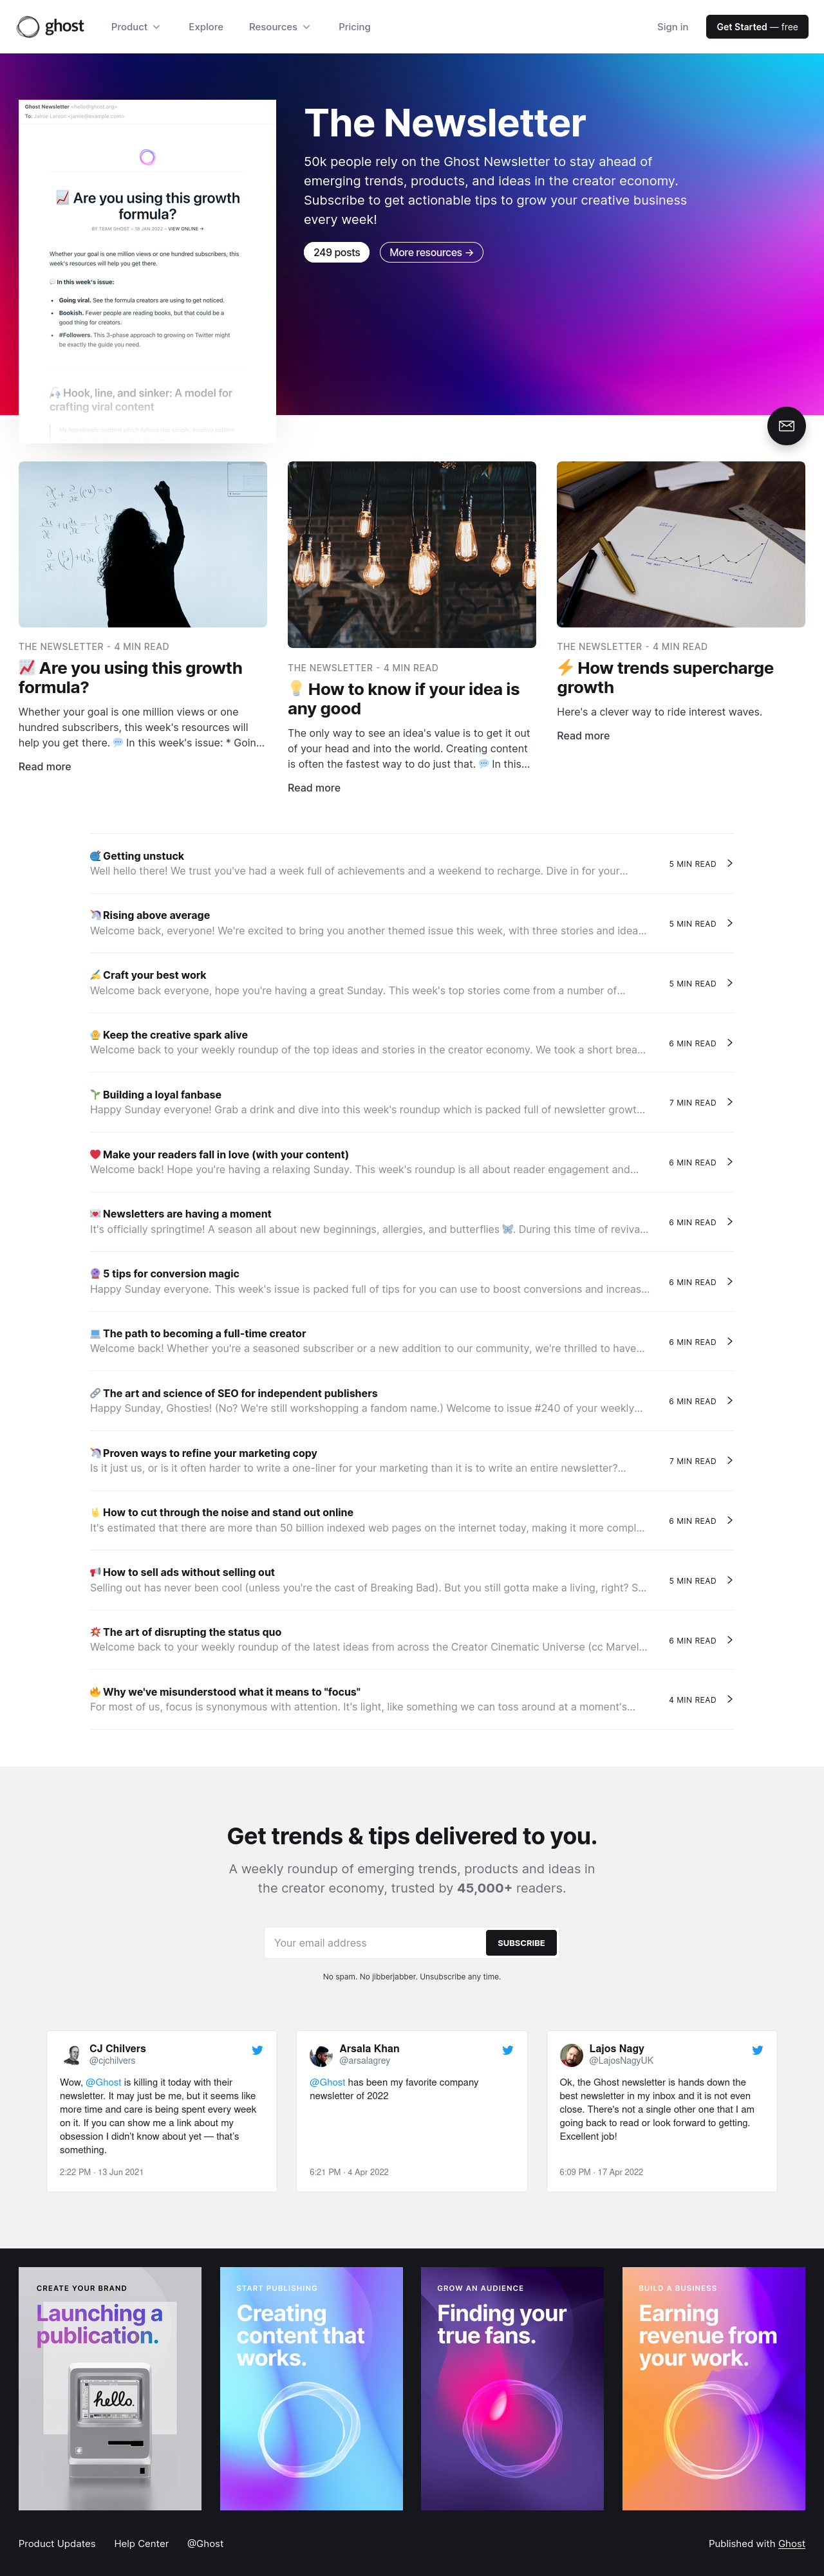 ghost
Product
Explore
Resources
Pricing
Sign in
Get Started — free
Ghost Newsletter <hello@ghost.org>
To: Jamie Larson <jamie@example.com>
📈 Are you using this growth
formula?
BY TEAM GHOST – 16 JAN 2022 – VIEW ONLINE →
Whether your goal is one million views or one hundred subscribers, this
week's resources will help you get there.
💬 In this week's issue:
• Going viral. See the formula creators are using to get noticed.
• Bookish. Fewer people are reading books, but that could be a
good thing for creators.
• #Followers. This 3-phase approach to growing on Twitter might
be exactly the guide you need.
🎣 Hook, line, and sinker: A model for
crafting viral content
The Newsletter
50k people rely on the Ghost Newsletter to stay ahead of
emerging trends, products, and ideas in the creator economy.
Subscribe to get actionable tips to grow your creative business
every week!
249 posts
More resources →
THE NEWSLETTER - 4 MIN READ
📈 Are you using this growth
formula?
Whether your goal is one million views or one
hundred subscribers, this week's resources will
help you get there. 💬 In this week's issue: * Goin...
Read more
THE NEWSLETTER - 4 MIN READ
💡 How to know if your idea is
any good
The only way to see an idea's value is to get it out
of your head and into the world. Creating content
is often the fastest way to do just that. 💬 In this...
Read more
THE NEWSLETTER - 4 MIN READ
⚡ How trends supercharge
growth
Here's a clever way to ride interest waves.
Read more
Getting unstuck
Well hello there! We trust you've had a week full of achievements and a weekend to recharge. Dive in for your...
5 MIN READ
Rising above average
Welcome back, everyone! We're excited to bring you another themed issue this week, with three stories and idea...
5 MIN READ
✍️ Craft your best work
Welcome back everyone, hope you're having a great Sunday. This week's top stories come from a number of...
5 MIN READ
Keep the creative spark alive
Welcome back to your weekly roundup of the top ideas and stories in the creator economy. We took a short brea...
6 MIN READ
🌱 Building a loyal fanbase
Happy Sunday everyone! Grab a drink and dive into this week's roundup which is packed full of newsletter growt...
7 MIN READ
❤️ Make your readers fall in love (with your content)
Welcome back! Hope you're having a relaxing Sunday. This week's roundup is all about reader engagement and...
6 MIN READ
💌 Newsletters are having a moment
It's officially springtime! A season all about new beginnings, allergies, and butterflies 🦋. During this time of reviva...
6 MIN READ
🔮 5 tips for conversion magic
Happy Sunday everyone. This week's issue is packed full of tips for you can use to boost conversions and increas...
6 MIN READ
💻 The path to becoming a full-time creator
Welcome back! Whether you're a seasoned subscriber or a new addition to our community, we're thrilled to have...
6 MIN READ
🔗 The art and science of SEO for independent publishers
Happy Sunday, Ghosties! (No? We're still workshopping a fandom name.) Welcome to issue #240 of your weekly...
6 MIN READ
Proven ways to refine your marketing copy
Is it just us, or is it often harder to write a one-liner for your marketing than it is to write an entire newsletter?...
7 MIN READ
🤘 How to cut through the noise and stand out online
It's estimated that there are more than 50 billion indexed web pages on the internet today, making it more compl...
6 MIN READ
📢 How to sell ads without selling out
Selling out has never been cool (unless you're the cast of Breaking Bad). But you still gotta make a living, right? S...
5 MIN READ
💥 The art of disrupting the status quo
Welcome back to your weekly roundup of the latest ideas from across the Creator Cinematic Universe (cc Marvel...
6 MIN READ
🔥 Why we've misunderstood what it means to "focus"
For most of us, focus is synonymous with attention. It's light, like something we can toss around at a moment's...
4 MIN READ
Get trends & tips delivered to you.
A weekly roundup of emerging trends, products and ideas in
the creator economy, trusted by 45,000+ readers.
Your email address
SUBSCRIBE
No spam. No jibberjabber. Unsubscribe any time.
CJ Chilvers
@cjchilvers
Wow, @Ghost is killing it today with their
newsletter. It may just be me, but it seems like
more time and care is being spent every week
on it. If you can show me a link about my
obsession I didn't know about yet — that's
something.
2:22 PM · 13 Jun 2021
Arsala Khan
@arsalagrey
@Ghost has been my favorite company
newsletter of 2022
6:21 PM · 4 Apr 2022
Lajos Nagy
@LajosNagyUK
Ok, the Ghost newsletter is hands down the
best newsletter in my inbox and it is not even
close. There's not a single other one that I am
going back to read or look forward to getting.
Excellent job!
6:09 PM · 17 Apr 2022
CREATE YOUR BRAND
Launching a
publication.
hello.
START PUBLISHING
Creating
content that
works.
GROW AN AUDIENCE
Finding your
true fans.
BUILD A BUSINESS
Earning
revenue from
your work.
Product Updates
Help Center
@Ghost
Published with Ghost